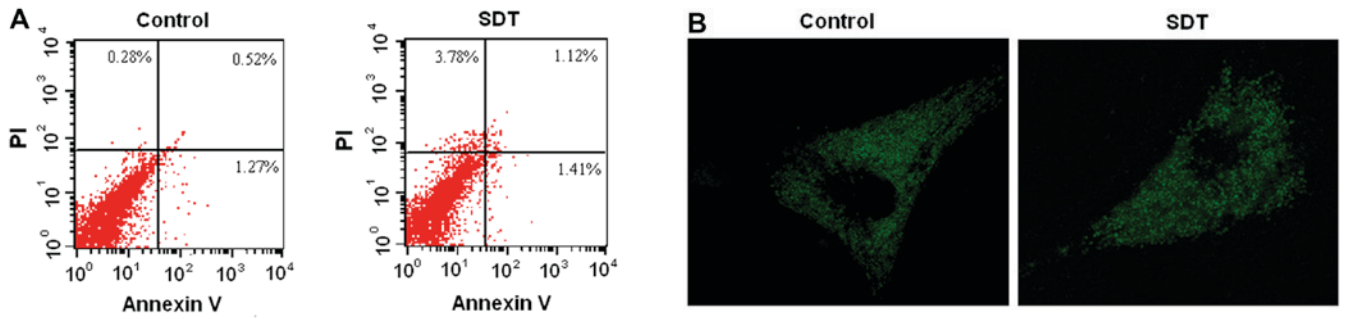 A
Control
SDT
B
Control
SDT
10^4
10^3
10^2
10^1
10^0
PI
0.28%
0.52%
1.27%
10^0 10^1 10^2 10^3 10^4
Annexin V
10^4
10^3
10^2
10^1
10^0
PI
3.78%
1.12%
1.41%
10^0 10^1 10^2 10^3 10^4
Annexin V